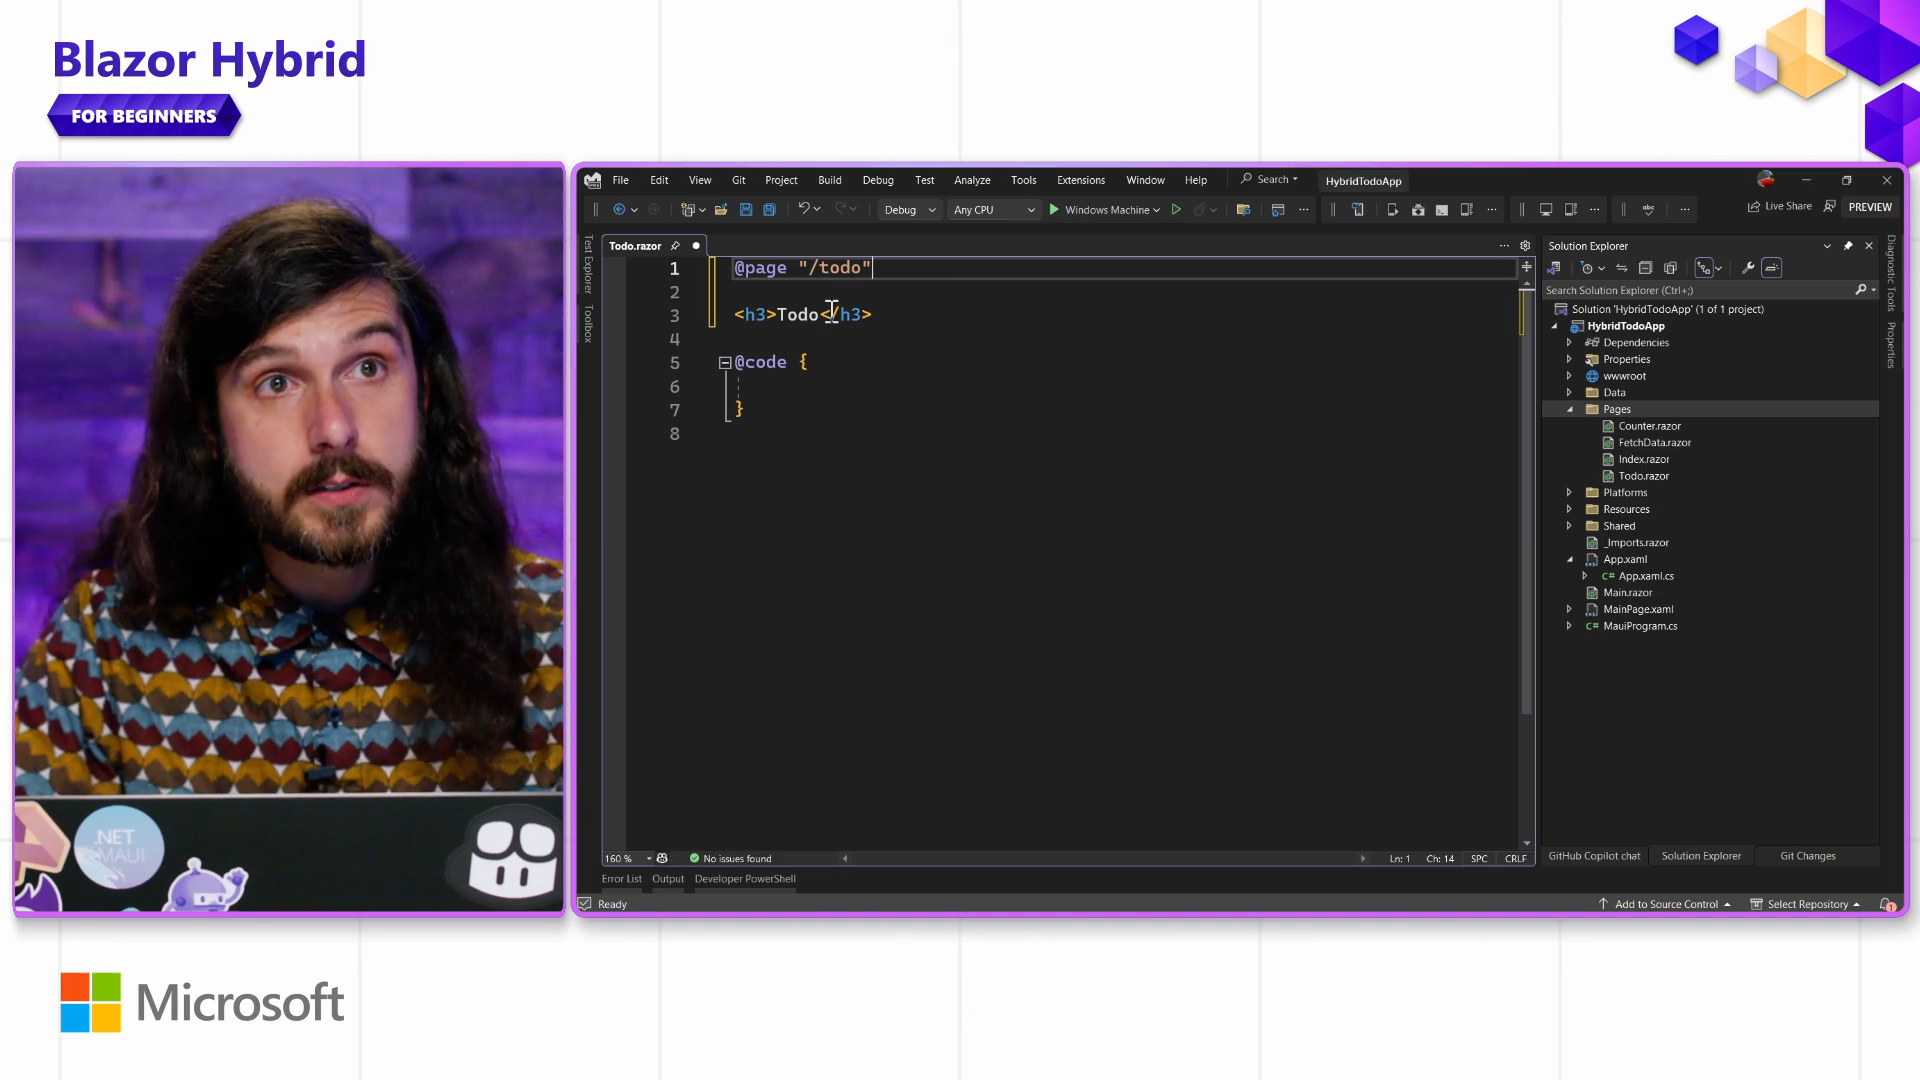 Blazor Hybrid
FOR BEGINNERS
File Edit View Git Project Build Debug Test Analyze Tools Extensions Window Help Search HybridTodoApp
Debug Any CPU Windows Machine Live Share PREVIEW
Test Explorer
Toolbox
Todo.razor
1 @page "/todo"
2
3 <h3>Todo</h3>
4
5 @code {
6
7 }
8
160 % No issues found Ln: 1 Ch: 14 SPC CRLF
Error List Output Developer PowerShell
Solution Explorer
Search Solution Explorer (Ctrl+;)
Solution 'HybridTodoApp' (1 of 1 project)
HybridTodoApp
Dependencies
Properties
wwwroot
Data
Pages
Counter.razor
FetchData.razor
Index.razor
Todo.razor
Platforms
Resources
Shared
_Imports.razor
App.xaml
C# App.xaml.cs
Main.razor
MainPage.xaml
C# MauiProgram.cs
GitHub Copilot chat Solution Explorer Git Changes
Diagnostic Tools
Properties
Ready Add to Source Control Select Repository 1
.NET
MAUI
Microsoft